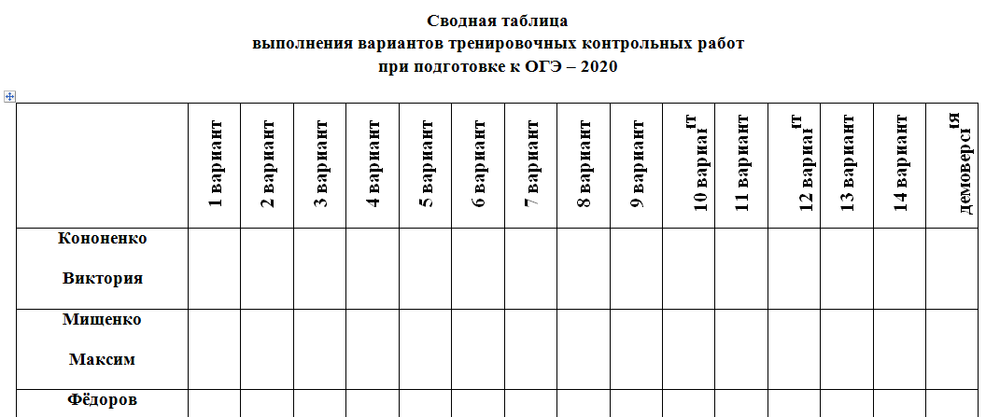 Сводная таблица
выполнения вариантов тренировочных контрольных работ
при подготовке к ОГЭ – 2020
1 вариант
2 вариант
3 вариант
4 вариант
5 вариант
6 вариант
7 вариант
8 вариант
9 вариант
10 вариант
11 вариант
12 вариант
13 вариант
14 вариант
демоверсия
Кононенко
Виктория
Мищенко
Максим
Фёдоров